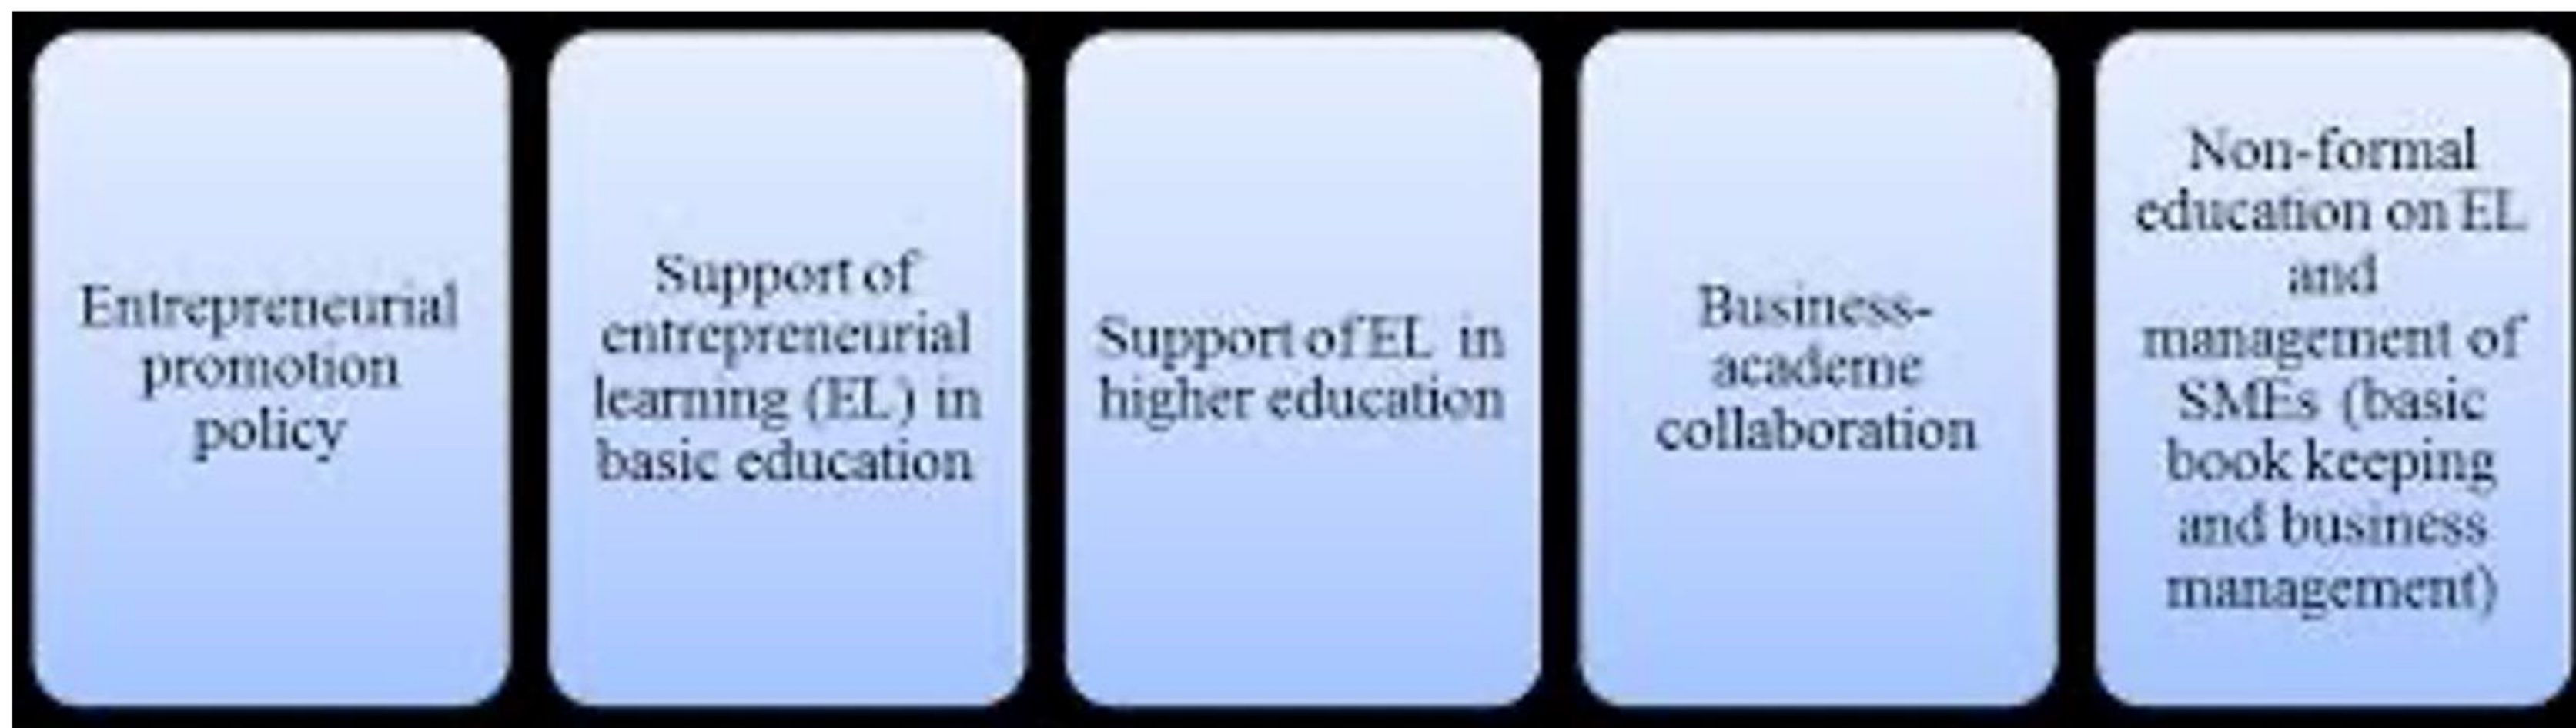 Entrepreneurial
promotion
policy
Support of
entrepreneurial
learning (EL) in
basic education
Support of EL in
higher education
Business-
academe
collaboration
Non-formal
education on EL
and
management of
SMEs (basic
book keeping
and business
management)